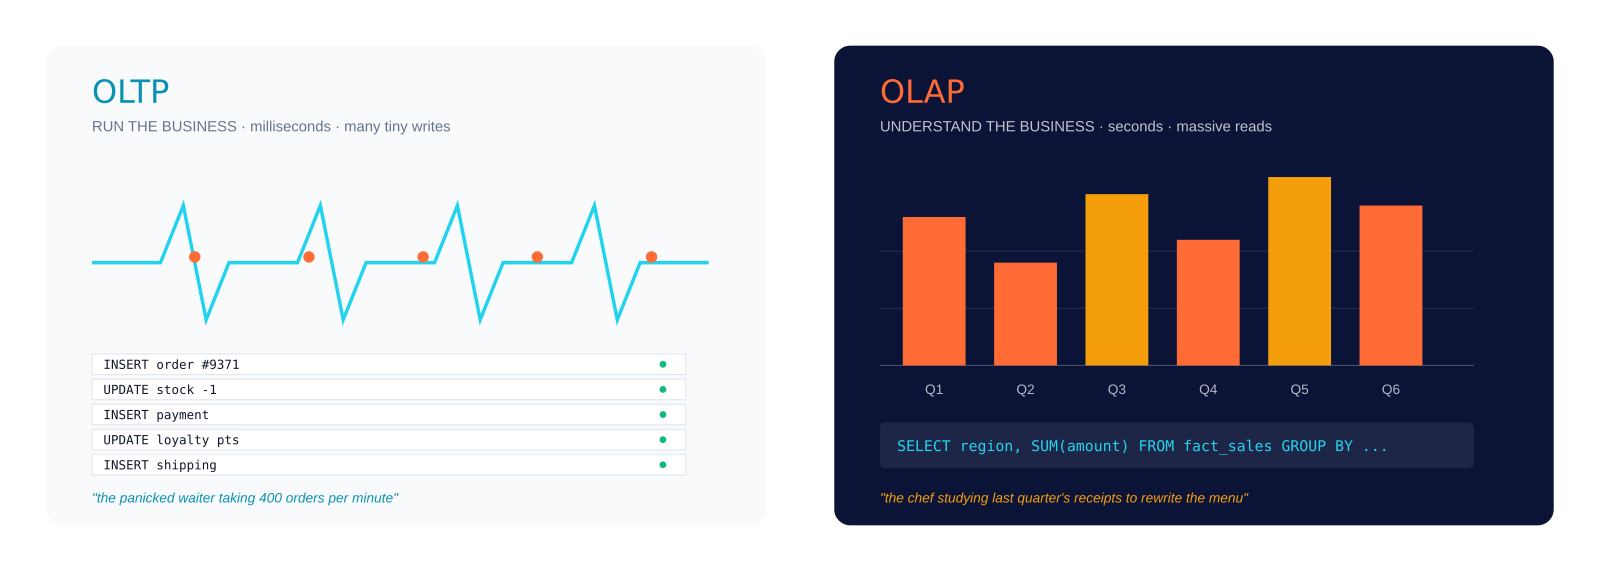 OLTP
RUN THE BUSINESS · milliseconds · many tiny writes
INSERT order #9371
UPDATE stock -1
INSERT payment
UPDATE loyalty pts
INSERT shipping
"the panicked waiter taking 400 orders per minute"
OLAP
UNDERSTAND THE BUSINESS · seconds · massive reads
Q1 Q2 Q3 Q4 Q5 Q6
SELECT region, SUM(amount) FROM fact_sales GROUP BY ...
"the chef studying last quarter's receipts to rewrite the menu"